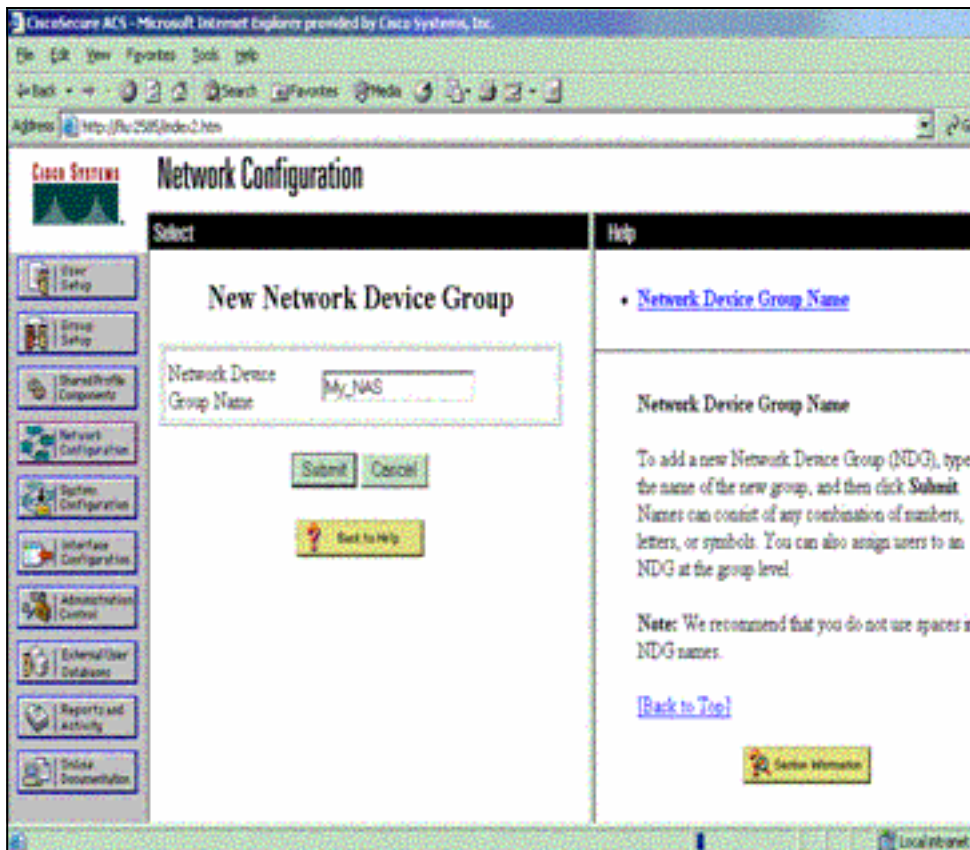 CiscoSecure ACS - Microsoft Internet Explorer provided by Cisco Systems, Inc.
File Edit View Favorites Tools Help
Back Search Favorites Media
Address
Cisco Systems
Network Configuration
User Setup
Group Setup
Shared Profile Components
Network Configuration
System Configuration
Interface Configuration
Administration Control
External User Databases
Reports and Activity
Online Documentation
Select
New Network Device Group
Network Device
Group Name
My_NAS
Submit Cancel
Back to Help
Help
• Network Device Group Name
Network Device Group Name
To add a new Network Device Group (NDG), type
the name of the new group, and then click Submit
Names can consist of any combination of numbers,
letters, or symbols. You can also assign users to an
NDG at the group level.
Note: We recommend that you do not use spaces in
NDG names.
[Back to Top]
Section Information
Local intranet